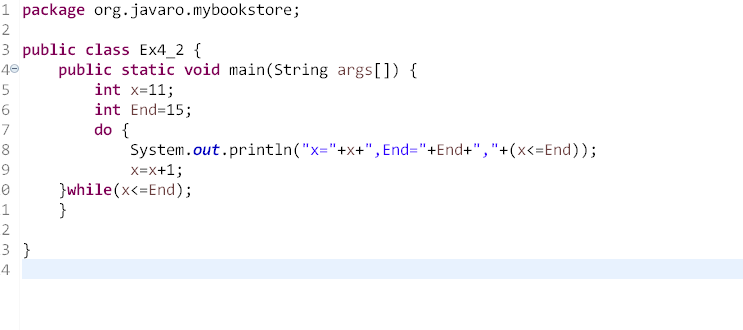 1 package org.javaro.mybookstore;
2
3 public class Ex4_2 {
4 public static void main(String args[]) {
5 int x=11;
6 int End=15;
7 do {
8 System.out.println("x="+x+",End="+End+","+(x<=End));
9 x=x+1;
0 }while(x<=End);
1 }
2
3 }
4